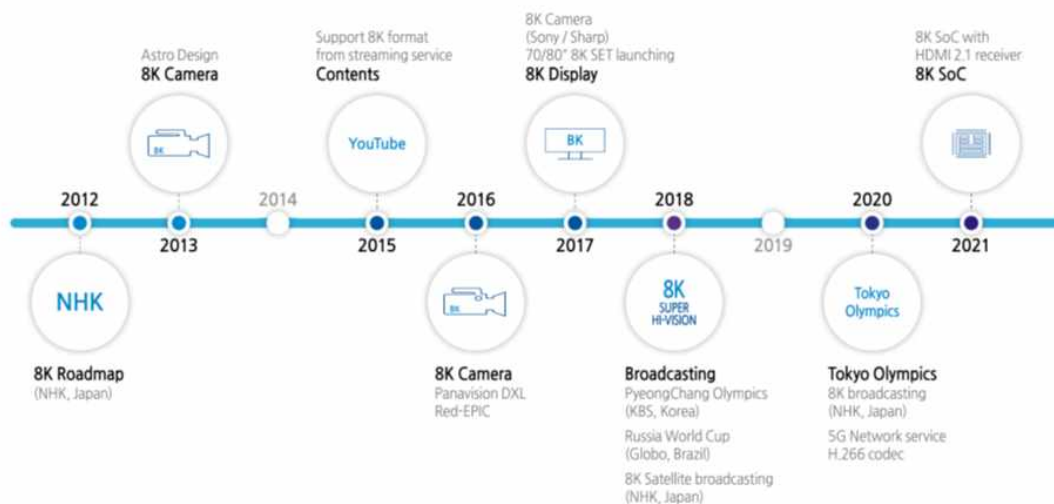 Astro Design
8K Camera
8K
Support 8K format
from streaming service
Contents
YouTube
8K Camera
(Sony / Sharp)
70/80" 8K SET launching
8K Display
8K
8K SoC with
HDMI 2.1 receiver
8K SoC
2012
2013
2014
2015
2016
2017
2018
2019
2020
2021
NHK
8K Roadmap
(NHK, Japan)
8K
8K Camera
Panavision DXL
Red-EPIC
8K
SUPER
HI-VISION
Broadcasting
PyeongChang Olympics
(KBS, Korea)
Russia World Cup
(Globo, Brazil)
8K Satellite broadcasting
(NHK, Japan)
Tokyo
Olympics
Tokyo Olympics
8K broadcasting
(NHK, Japan)
5G Network service
H.266 codec